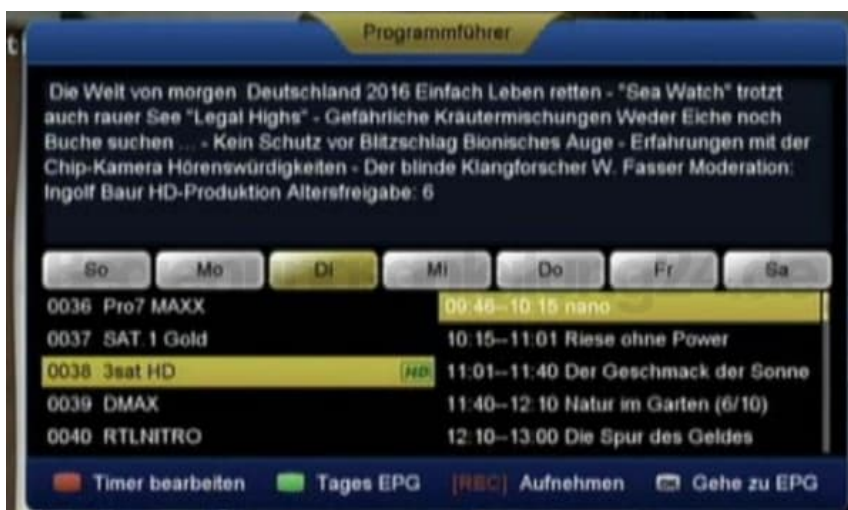 Programmführer
Die Welt von morgen Deutschland 2016 Einfach Leben retten - "Sea Watch" trotzt
auch rauer See "Legal Highs" - Gefährliche Kräutermischungen Weder Eiche noch
Buche suchen ... - Kein Schutz vor Blitzschlag Bionisches Auge - Erfahrungen mit der
Chip-Kamera Hörenswürdigkeiten - Der blinde Klangforscher W. Fasser Moderation:
Ingolf Baur HD-Produktion Altersfreigabe: 6
So Mo Di Mi Do Fr Sa
0036 Pro7 MAXX
0037 SAT.1 Gold
0038 3sat HD HD
0039 DMAX
0040 RTLNITRO
09:46–10:15 nano
10:15–11:01 Riese ohne Power
11:01–11:40 Der Geschmack der Sonne
11:40–12:10 Natur im Garten (6/10)
12:10–13:00 Die Spur des Geldes
Timer bearbeiten Tages EPG [REC] Aufnehmen OK Gehe zu EPG